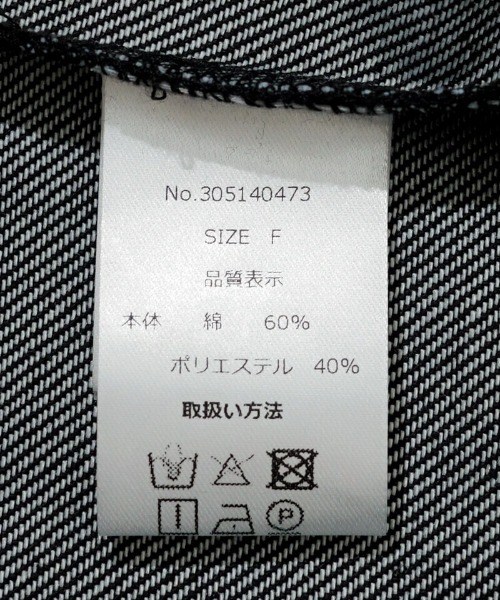 No.305140473
SIZE F
品質表示
本体 綿 60%
ポリエステル 40%
取扱い方法
P